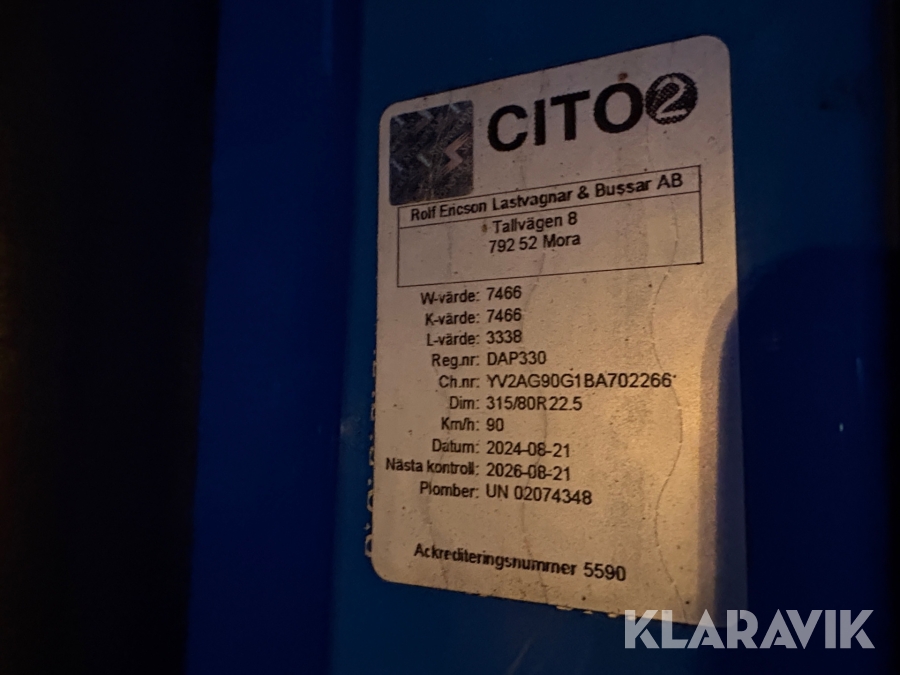 CITO2
Rolf Ericson Lastvagnar & Bussar AB
Tallvägen 8
792 52 Mora
W-värde: 7466
K-värde: 7466
L-värde: 3338
Reg.nr: DAP330
Ch.nr: YV2AG90G1BA702266
Dim: 315/80R22.5
Km/h: 90
Datum: 2024-08-21
Nästa kontroll: 2026-08-21
Plomber: UN 02074348
Ackrediteringsnummer 5590
KLARAVIK